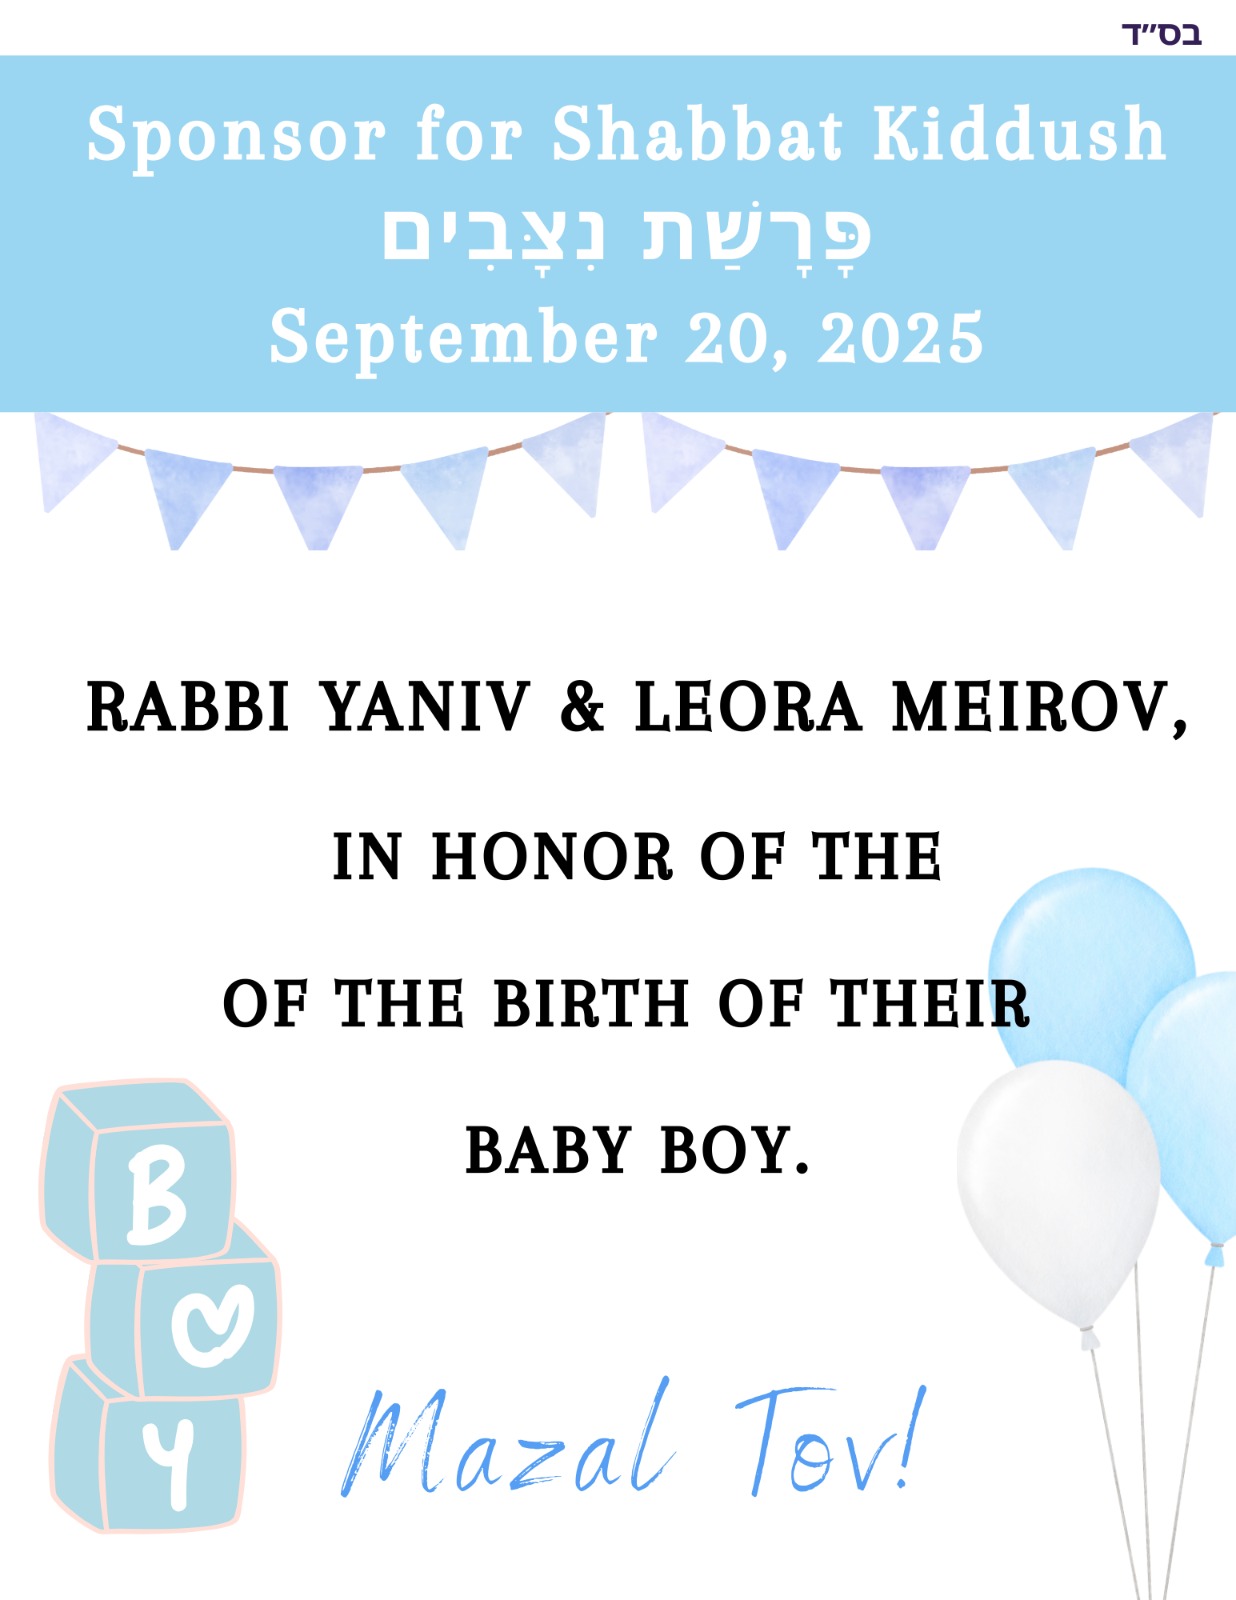 בס״ד
Sponsor for Shabbat Kiddush
פָּרָשַׁת נִצָּבִים
September 20, 2025
RABBI YANIV & LEORA MEIROV,
IN HONOR OF THE
OF THE BIRTH OF THEIR
BABY BOY.
B
Y
Mazal Tov!